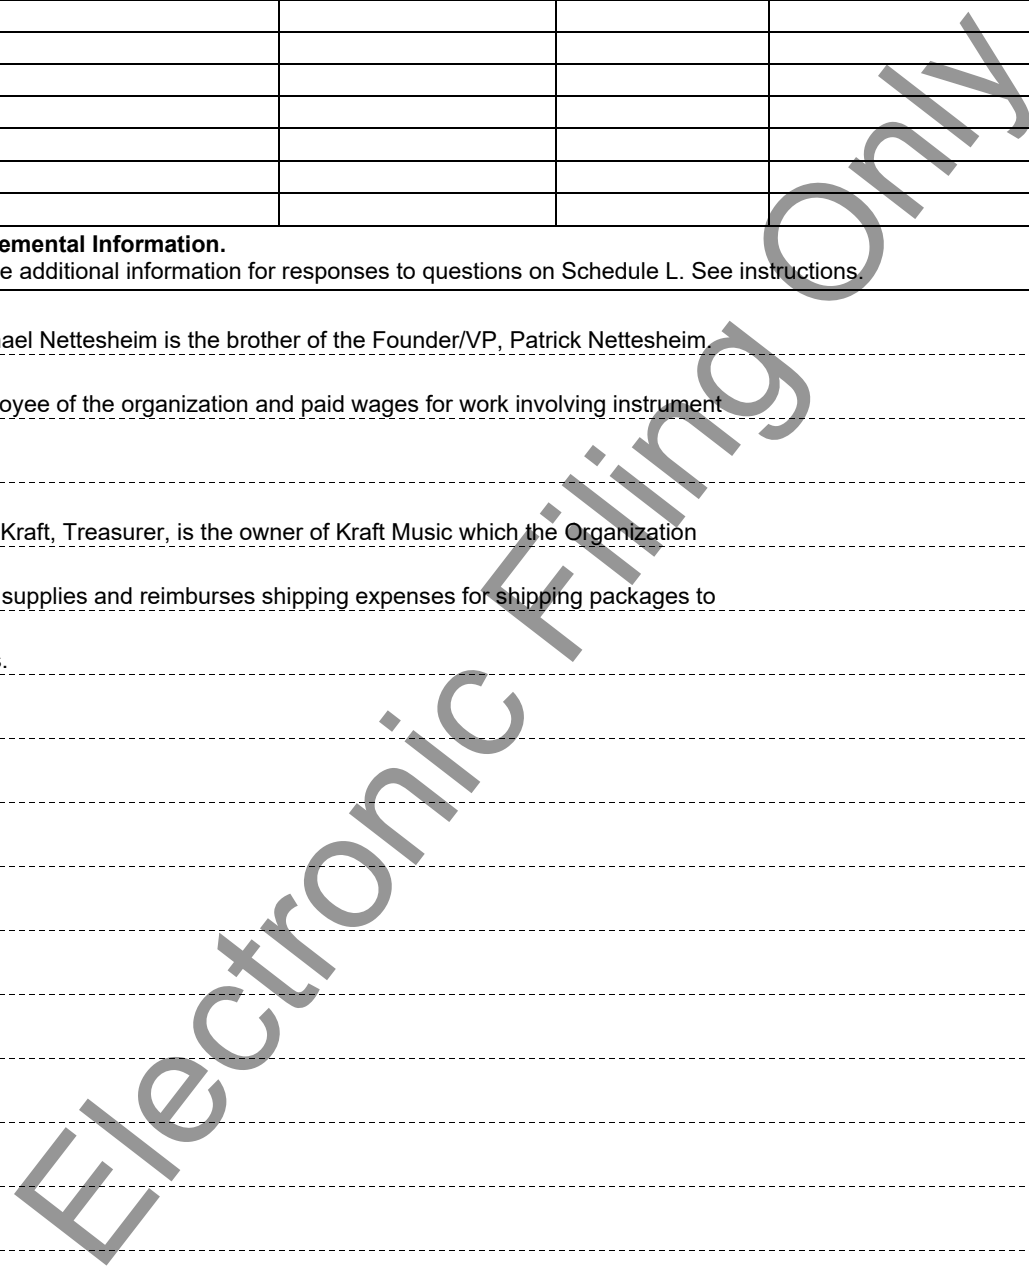 emental Information.
e additional information for responses to questions on Schedule L. See instructions.
ael Nettesheim is the brother of the Founder/VP, Patrick Nettesheim.
oyee of the organization and paid wages for work involving instrument
Kraft, Treasurer, is the owner of Kraft Music which the Organization
supplies and reimburses shipping expenses for shipping packages to
s.
Electronic Filing Only